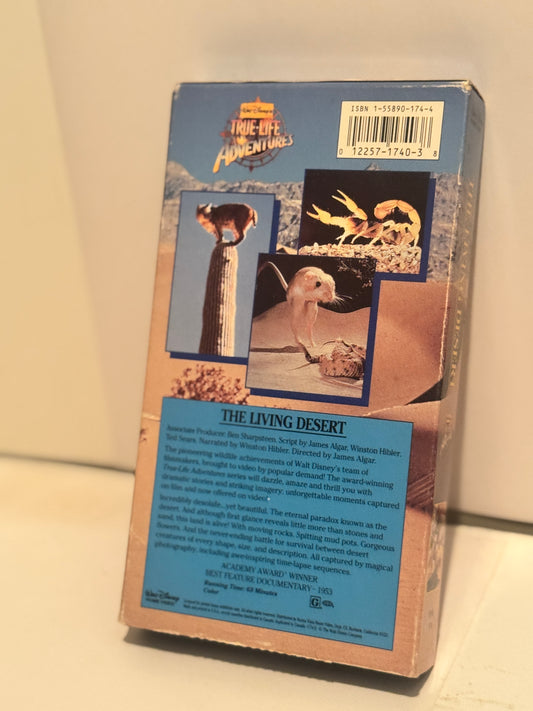 WALT DISNEY'S
TRUE-LIFE
ADVENTURES
ISBN 1-55890-174-4
0 12257-1740-3 8
THE LIVING DESERT
THE LIVING DESERT
Associate Producer: Ben Sharpsteen. Script by James Algar, Winston Hibler,
Ted Sears. Narrated by Winston Hibler. Directed by James Algar.
The pioneering wildlife achievements of Walt Disney's team of
filmmakers, brought to video by popular demand! The award-winning
True-Life Adventures series will dazzle, amaze and thrill you with
dramatic stories and striking imagery, unforgettable moments captured
on film and now offered on video.
Incredibly desolate...yet beautiful. The eternal paradox known as the
desert. And although first glance reveals little more than stones and
sand, this land is alive! With moving rocks. Spitting mud pots. Gorgeous
flowers. And the never-ending battle for survival between desert
creatures of every shape, size, and description. All captured by magical
photography, including awe-inspiring time-lapse sequences.
ACADEMY AWARD® WINNER
BEST FEATURE DOCUMENTARY - 1953
Running Time: 69 Minutes
Color
G
WALT DISNEY
HOME VIDEO